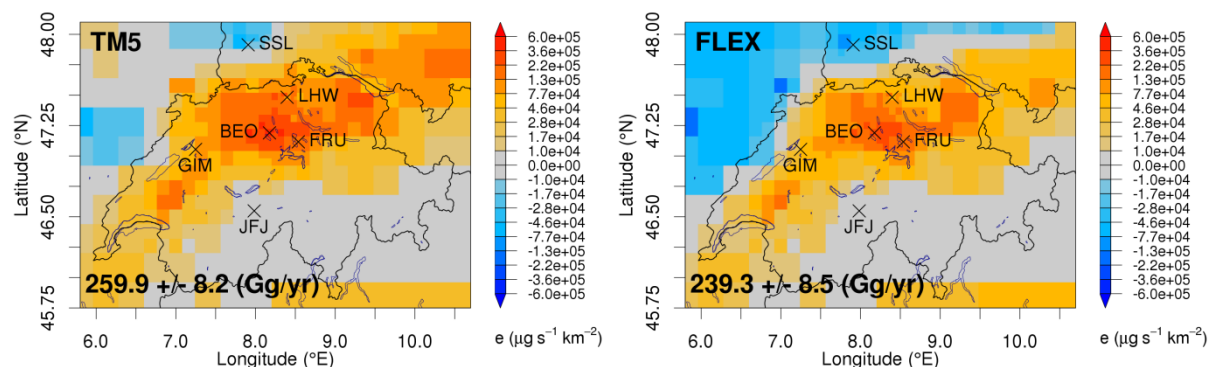 TM5
SSL
LHW
BEO
FRU
GIM
JFJ
259.9 +/- 8.2 (Gg/yr)
Latitude (°N)
48.00
47.25
46.50
45.75
6.0 7.0 8.0 9.0 10.0
Longitude (°E)
6.0e+05
3.6e+05
2.2e+05
1.3e+05
7.7e+04
4.6e+04
2.8e+04
1.7e+04
1.0e+04
0.0e+00
-1.0e+04
-1.7e+04
-2.8e+04
-4.6e+04
-7.7e+04
-1.3e+05
-2.2e+05
-3.6e+05
-6.0e+05
e (µg s⁻¹ km⁻²)
FLEX
SSL
LHW
BEO
FRU
GIM
JFJ
239.3 +/- 8.5 (Gg/yr)
Latitude (°N)
48.00
47.25
46.50
45.75
6.0 7.0 8.0 9.0 10.0
Longitude (°E)
6.0e+05
3.6e+05
2.2e+05
1.3e+05
7.7e+04
4.6e+04
2.8e+04
1.7e+04
1.0e+04
0.0e+00
-1.0e+04
-1.7e+04
-2.8e+04
-4.6e+04
-7.7e+04
-1.3e+05
-2.2e+05
-3.6e+05
-6.0e+05
e (µg s⁻¹ km⁻²)